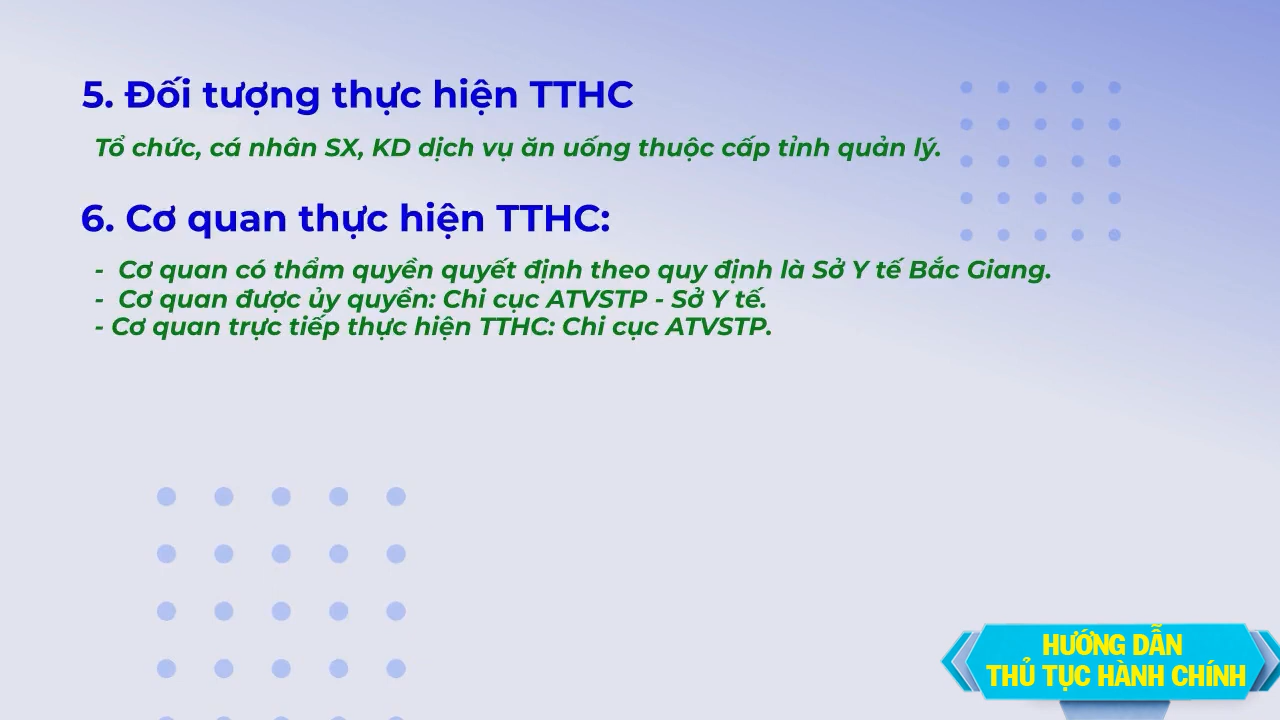 5. Đối tượng thực hiện TTHC
Tổ chức, cá nhân SX, KD dịch vụ ăn uống thuộc cấp tỉnh quản lý.
6. Cơ quan thực hiện TTHC:
- Cơ quan có thẩm quyền quyết định theo quy định là Sở Y tế Bắc Giang.
- Cơ quan được ủy quyền: Chi cục ATVSTP - Sở Y tế.
- Cơ quan trực tiếp thực hiện TTHC: Chi cục ATVSTP.
HƯỚNG DẪN
THỦ TỤC HÀNH CHÍNH